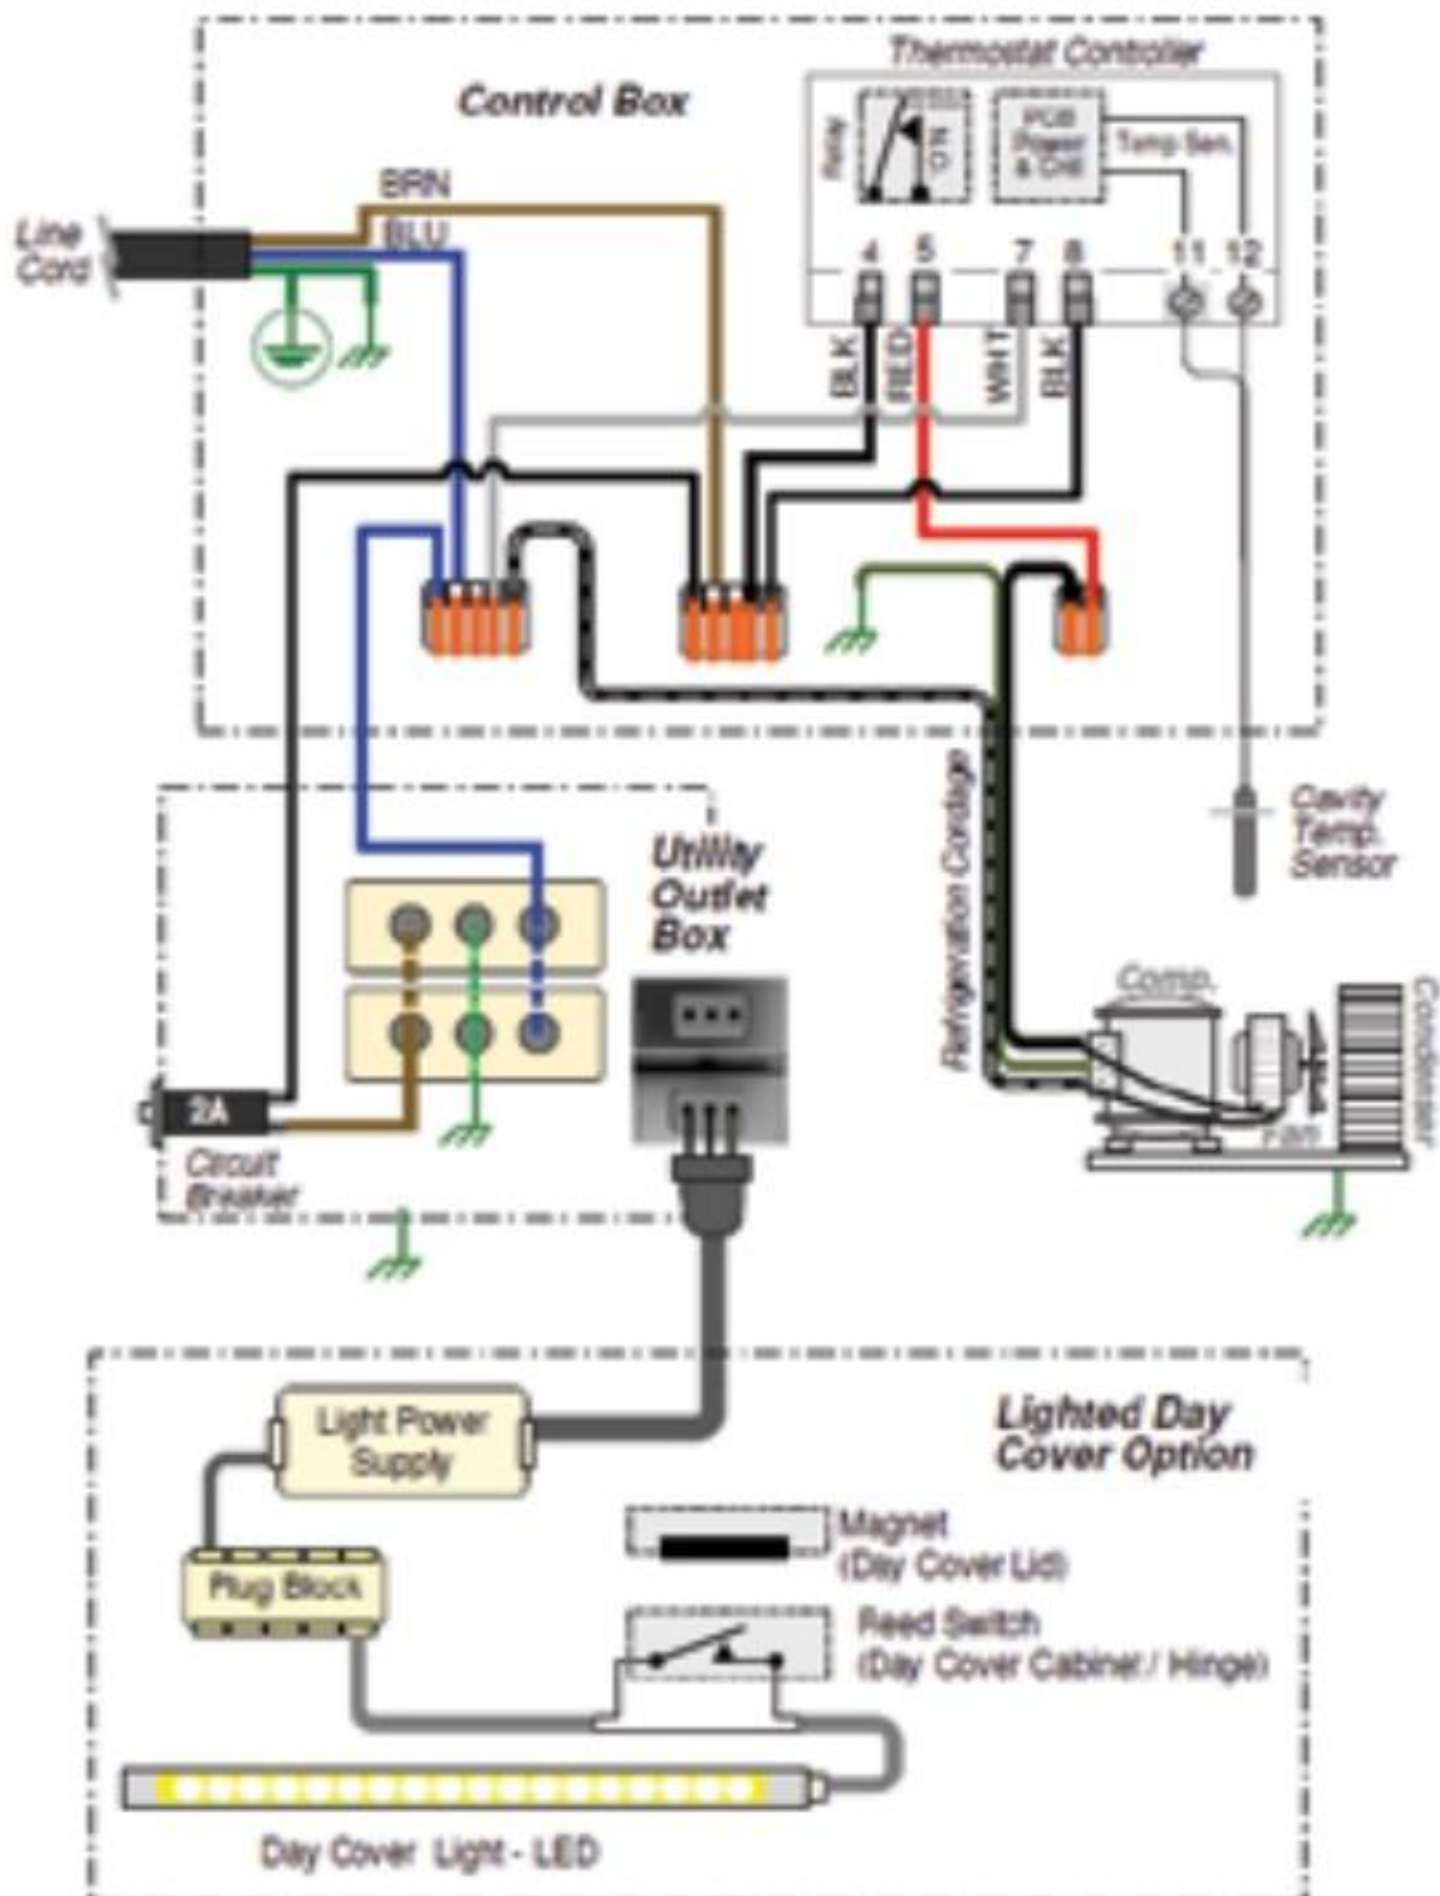 Thermostat Controller
Control Box
Relay
N.O.
PCB
Power
& Ctrl
Temp Sen.
BRN
BLU
Line
Cord
4
5
7
8
11
12
BLK
RED
WHT
BLK
Refrigeration Cordage
Cavity
Temp.
Sensor
Utility
Outlet
Box
Comp.
Condenser
Fan
2A
Circuit
Breaker
Light Power
Supply
Lighted Day
Cover Option
Magnet
(Day Cover Lid)
Plug Block
Reed Switch
(Day Cover Cabinet / Hinge)
Day Cover Light - LED